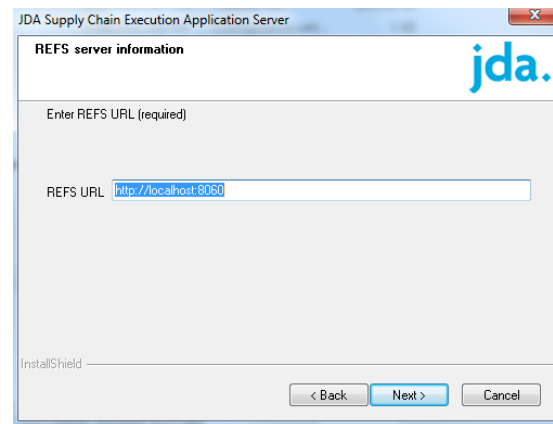 JDA Supply Chain Execution Application Server
REFS server information
jda.
Enter REFS URL (required)
REFS URL http://localhost:8060
InstallShield
< Back Next > Cancel